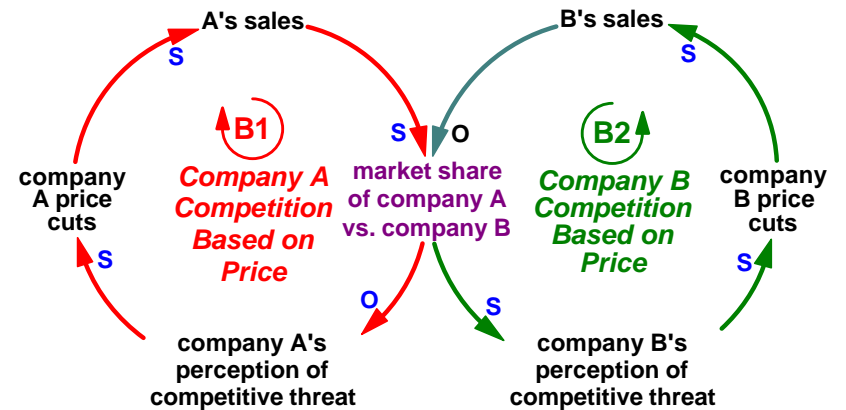 A's sales
B's sales
S
S
B1
S
O
B2
company
A price
cuts
Company A
Competition
Based on
Price
market share
of company A
vs. company B
Company B
Competition
Based on
Price
company
B price
cuts
S
S
O
S
company A's
perception of
competitive threat
company B's
perception of
competitive threat